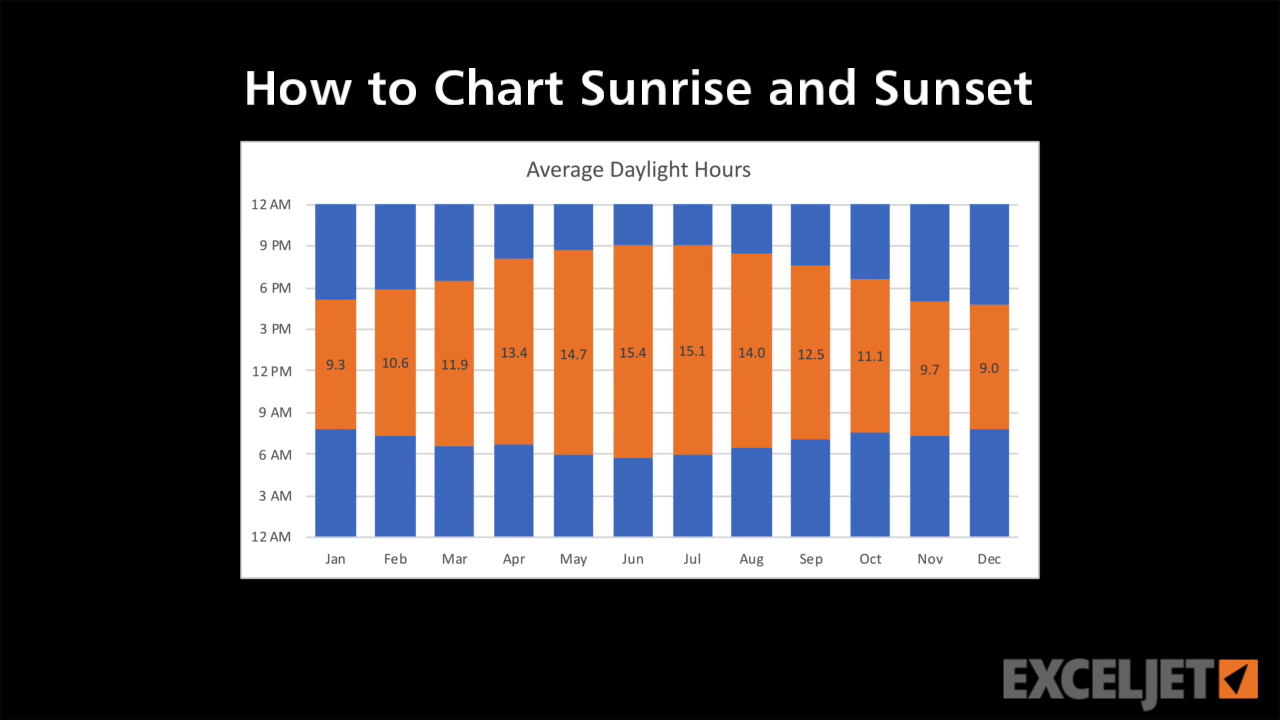 How to Chart Sunrise and Sunset
Average Daylight Hours
12 AM
9 PM
6 PM
3 PM
12 PM
9 AM
6 AM
3 AM
12 AM
9.3 10.6 11.9 13.4 14.7 15.4 15.1 14.0 12.5 11.1 9.7 9.0
Jan Feb Mar Apr May Jun Jul Aug Sep Oct Nov Dec
EXCELJET